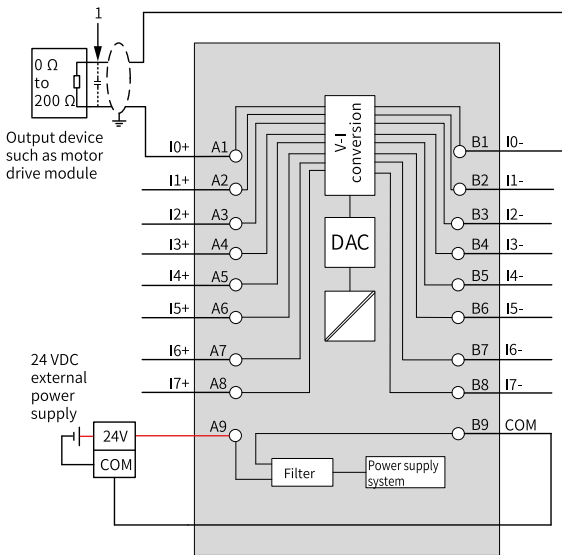 1
0 Ω
to
200 Ω
Output device
such as motor
drive module
I0+ A1
I1+ A2
I2+ A3
I3+ A4
I4+ A5
I5+ A6
I6+ A7
I7+ A8
V-I
conversion
DAC
B1 I0-
B2 I1-
B3 I2-
B4 I3-
B5 I4-
B6 I5-
B7 I6-
B8 I7-
24 VDC
external
power
supply
24V
COM
A9
B9 COM
Filter
Power supply
system